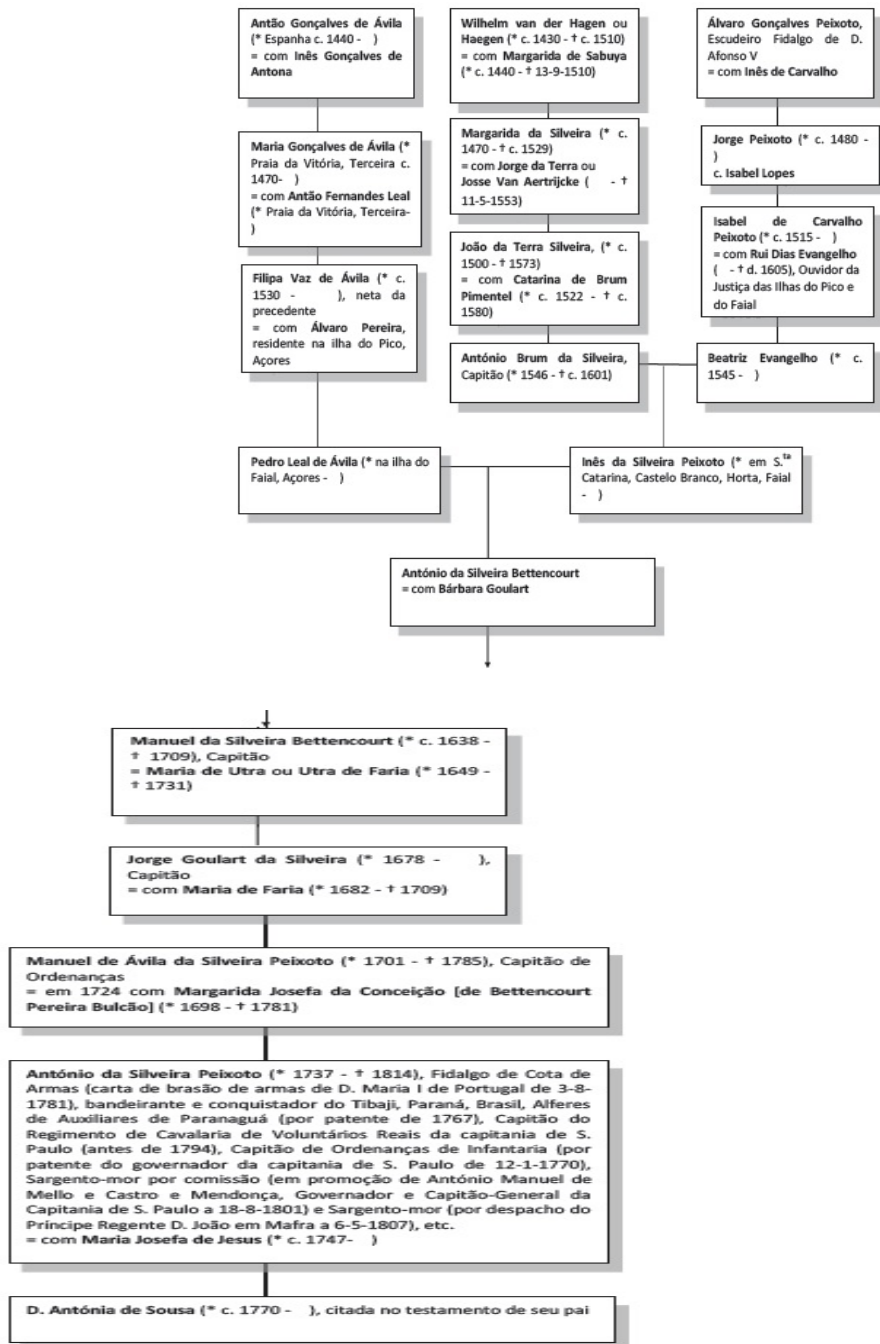 Antão Gonçalves de Ávila
(* Espanha c. 1440 - )
= com Inês Gonçalves de
Antona
Wilhelm van der Hagen ou
Haegen (* c. 1430 - † c. 1510)
= com Margarida de Sabuya
(* c. 1440 - † 13-9-1510)
Álvaro Gonçalves Peixoto,
Escudeiro Fidalgo de D.
Afonso V
= com Inês de Carvalho
Maria Gonçalves de Ávila (*
Praia da Vitória, Terceira c.
1470- )
= com Antão Fernandes Leal
(* Praia da Vitória, Terceira-
)
Margarida da Silveira (* c.
1470 - † c. 1529)
= com Jorge da Terra ou
Josse Van Aertrijcke ( - †
11-5-1553)
Jorge Peixoto (* c. 1480 -
)
c. Isabel Lopes
Filipa Vaz de Ávila (* c.
1530 - ), neta da
precedente
= com Álvaro Pereira,
residente na ilha do Pico,
Açores
João da Terra Silveira, (* c.
1500 - † 1573)
= com Catarina de Brum
Pimentel (* c. 1522 - † c.
1580)
Isabel de Carvalho
Peixoto (* c. 1515 - )
= com Rui Dias Evangelho
( - † d. 1605), Ouvidor da
Justiça das Ilhas do Pico e
do Faial
António Brum da Silveira,
Capitão (* 1546 - † c. 1601)
Beatriz Evangelho (* c.
1545 - )
Pedro Leal de Ávila (* na ilha do
Faial, Açores - )
Inês da Silveira Peixoto (* em S.ta
Catarina, Castelo Branco, Horta, Faial
- )
António da Silveira Bettencourt
= com Bárbara Goulart
Manuel da Silveira Bettencourt (* c. 1638 -
† 1709), Capitão
= Maria de Utra ou Utra de Faria (* 1649 -
† 1731)
Jorge Goulart da Silveira (* 1678 - ),
Capitão
= com Maria de Faria (* 1682 - † 1709)
Manuel de Ávila da Silveira Peixoto (* 1701 - † 1785), Capitão de
Ordenanças
= em 1724 com Margarida Josefa da Conceição [de Bettencourt
Pereira Bulcão] (* 1698 - † 1781)
António da Silveira Peixoto (* 1737 - † 1814), Fidalgo de Cota de
Armas (carta de brasão de armas de D. Maria I de Portugal de 3-8-
1781), bandeirante e conquistador do Tibaji, Paraná, Brasil, Alferes
de Auxiliares de Paranaguá (por patente de 1767), Capitão do
Regimento de Cavalaria de Voluntários Reais da capitania de S.
Paulo (antes de 1794), Capitão de Ordenanças de Infantaria (por
patente do governador da capitania de S. Paulo de 12-1-1770),
Sargento-mor por comissão (em promoção de António Manuel de
Mello e Castro e Mendonça, Governador e Capitão-General da
Capitania de S. Paulo a 18-8-1801) e Sargento-mor (por despacho do
Príncipe Regente D. João em Mafra a 6-5-1807), etc.
= com Maria Josefa de Jesus (* c. 1747- )
D. Antónia de Sousa (* c. 1770 - ), citada no testamento de seu pai